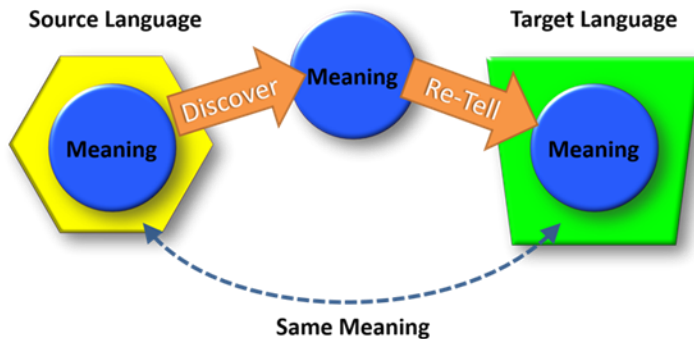 Source Language
Target Language
Meaning
Discover
Meaning
Re-Tell
Meaning
Same Meaning